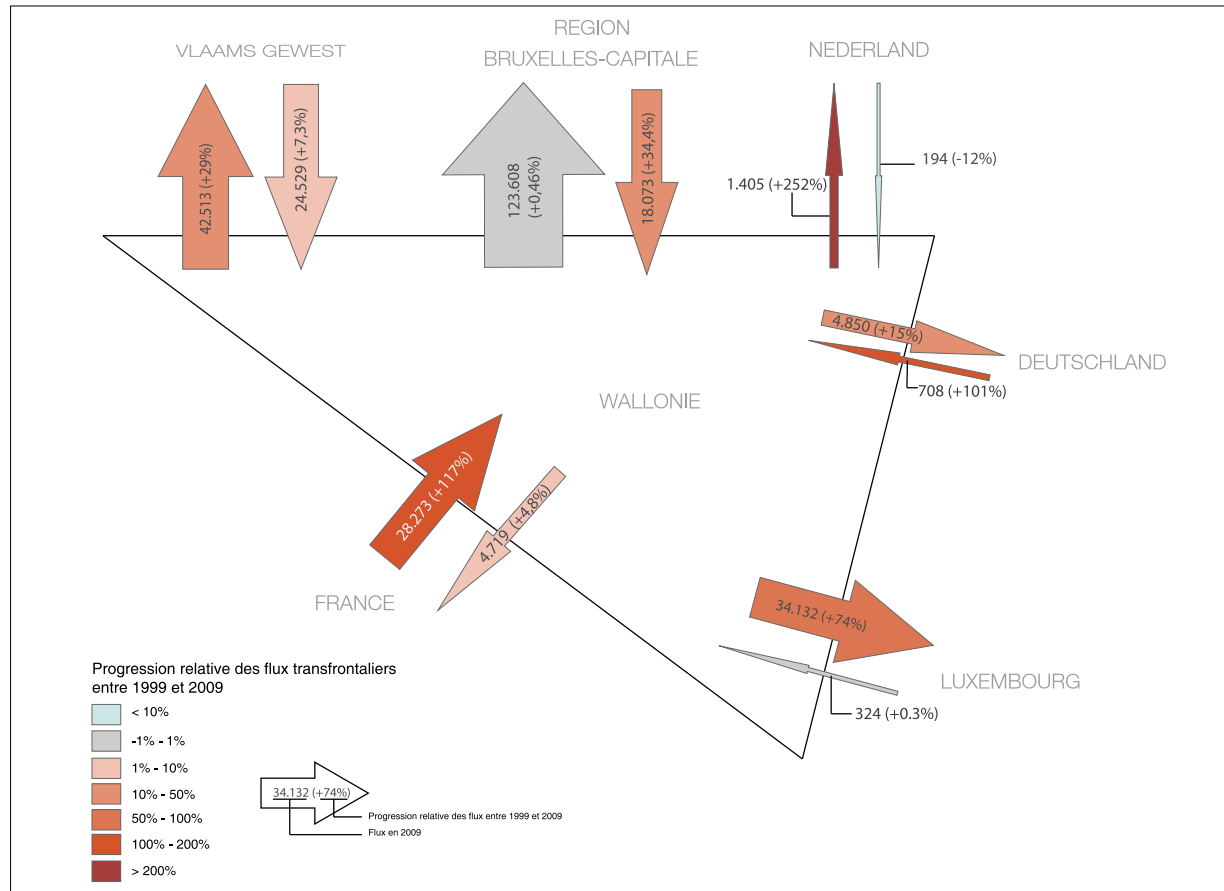 VLAAMS GEWEST
REGION
BRUXELLES-CAPITALE
NEDERLAND
42.513 (+29%)
24.529 (+7,3%)
123.608
(+0,46%)
18.073 (+34,4%)
1.405 (+252%)
194 (-12%)
4.850 (+15%)
DEUTSCHLAND
708 (+101%)
WALLONIE
28.273 (+117%)
4.719 (+4,8%)
FRANCE
34.132 (+74%)
LUXEMBOURG
324 (+0.3%)
Progression relative des flux transfrontaliers
entre 1999 et 2009
< 10%
-1% - 1%
1% - 10%
10% - 50%
50% - 100%
100% - 200%
> 200%
34.132 (+74%)
Progression relative des flux entre 1999 et 2009
Flux en 2009